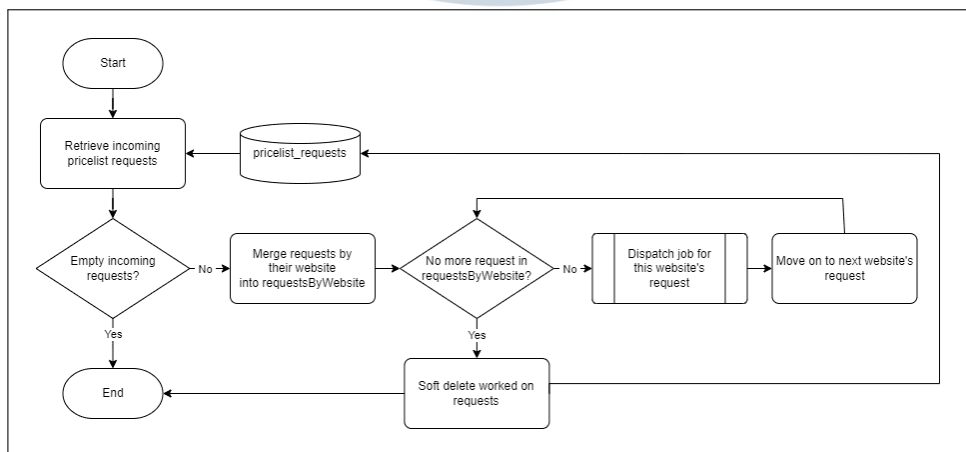 Start
Retrieve incoming
pricelist requests
pricelist_requests
Empty incoming
requests?
No
Merge requests by
their website
into requestsByWebsite
No more request in
requestsByWebsite?
No
Dispatch job for
this website's
request
Move on to next website's
request
Yes
Yes
End
Soft delete worked on
requests